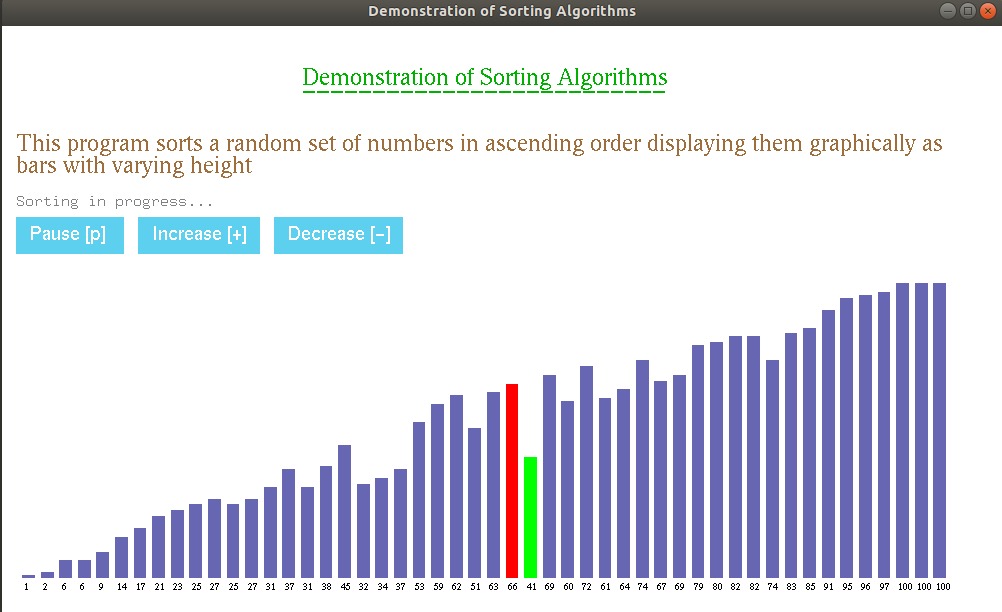 Demonstration of Sorting Algorithms
Demonstration of Sorting Algorithms
This program sorts a random set of numbers in ascending order displaying them graphically as
bars with varying height
Sorting in progress...
Pause [p] Increase [+] Decrease [−]
1 2 6 6 9 14 17 21 23 25 27 25 27 31 37 31 38 45 32 34 37 53 59 62 51 63 66 41 69 60 72 61 64 74 67 69 79 80 82 82 74 83 85 91 95 96 97 100 100 100